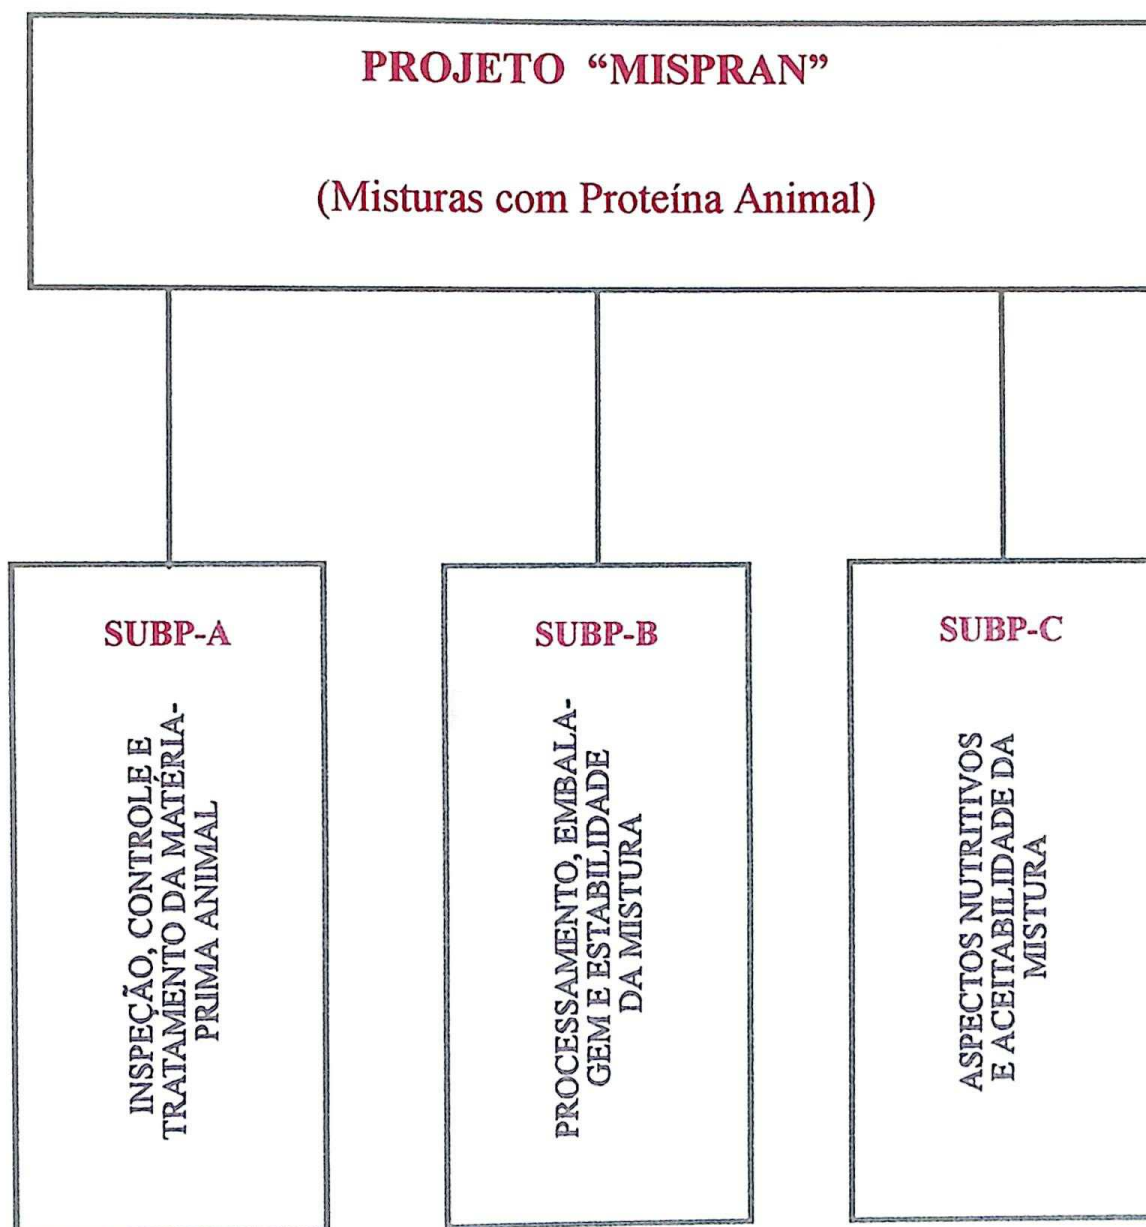 PROJETO “MISPRAN”
(Misturas com Proteína Animal)
SUBP-A
INSPEÇÃO, CONTROLE E
TRATAMENTO DA MATÉRIA-
PRIMA ANIMAL
SUBP-B
PROCESSAMENTO, EMBALA-
GEM E ESTABILIDADE
DA MISTURA
SUBP-C
ASPECTOS NUTRITIVOS
E ACEITABILIDADE DA
MISTURA